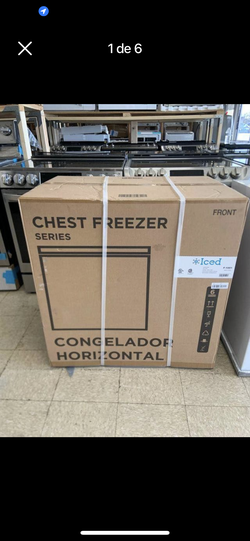 1 de 6
FRONT
CHEST FREEZER
SERIES
Iced
CONGELADOR
HORIZONTAL